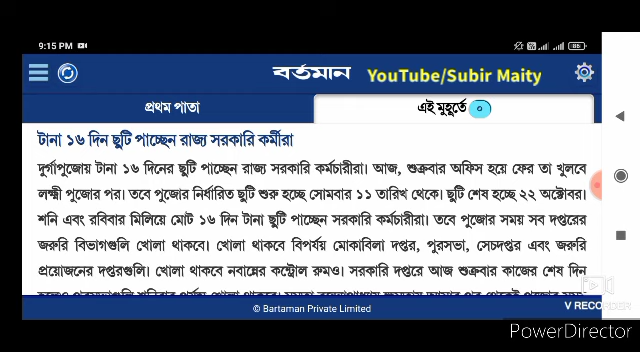 9:15 PM
বর্তমান YouTube/Subir Maity
প্রথম পাতা
এই মুহূর্তে ০
টানা ১৬ দিন ছুটি পাচ্ছেন রাজ্য সরকারি কর্মীরা
দুর্গাপুজোয় টানা ১৬ দিনের ছুটি পাচ্ছেন রাজ্য সরকারি কর্মচারীরা। আজ, শুক্রবার অফিস হয়ে ফের তা খুলবে
লক্ষ্মী পুজোর পর। তবে পুজোর নির্ধারিত ছুটি শুরু হচ্ছে সোমবার ১১ তারিখ থেকে। ছুটি শেষ হচ্ছে ২২ অক্টোবর।
শনি এবং রবিবার মিলিয়ে মোট ১৬ দিন টানা ছুটি পাচ্ছেন সরকারি কর্মচারীরা। তবে পুজোর সময় সব দপ্তরের
জরুরি বিভাগগুলি খোলা থাকবে। খোলা থাকবে বিপর্যয় মোকাবিলা দপ্তর, পুরসভা, সেচদপ্তর এবং জরুরি
প্রয়োজনের দপ্তরগুলি। খোলা থাকবে নবান্নের কন্ট্রোল রুমও। সরকারি দপ্তরে আজ শুক্রবার কাজের শেষ দিন
© Bartaman Private Limited
V RECORDER
PowerDirector